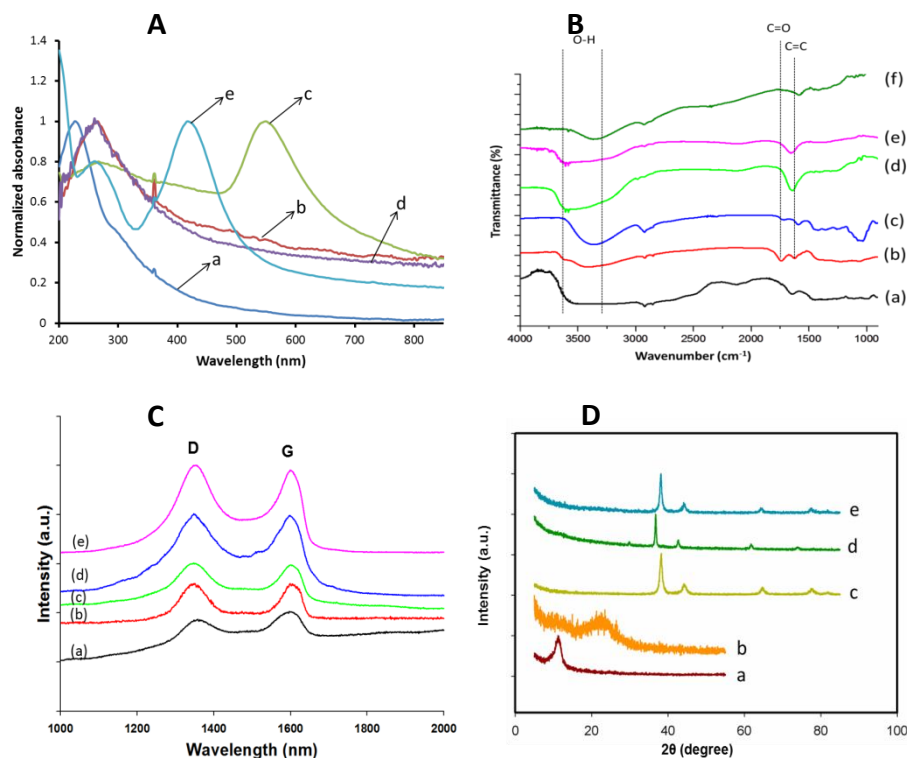 A
1.4
1.2
1
0.8
0.6
0.4
0.2
0
200 300 400 500 600 700 800
Normalized absorbance
Wavelength (nm)
e
c
b
d
a
B
C=O
O-H
C=C
(f)
(e)
(d)
(c)
(b)
(a)
Transmittance (%)
4000 3500 3000 2500 2000 1500 1000
Wavenumber (cm⁻¹)
C
D
G
(e)
(d)
(c)
(b)
(a)
Intensity (a.u.)
1000 1200 1400 1600 1800 2000
Wavelength (nm)
D
e
d
c
b
a
Intensity (a.u.)
0 20 40 60 80 100
2θ (degree)